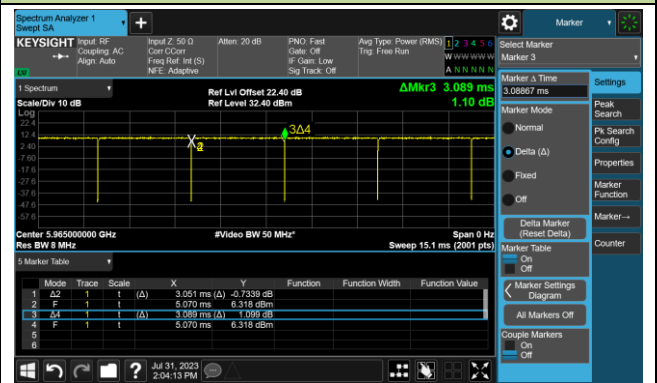 Spectrum Analyzer 1
Swept SA
+
Marker
KEYSIGHT Input: RF Input Z: 50 Ω Atten: 20 dB PNO: Fast Avg Type: Power (RMS) 1 2 3 4 5 6
Coupling: AC Corr CCorr Gate: Off Trig: Free Run W W W W W W
Align: Auto Freq Ref: Int (S) IF Gain: Low
NFE: Adaptive Sig Track: Off A N N N N N
Select Marker
Marker 3
1 Spectrum
Ref Lvl Offset 22.40 dB
ΔMkr3 3.089 ms
Scale/Div 10 dB Ref Level 32.40 dBm 1.10 dB
Log
22.4
12.4
2.40
-7.60
-17.6
-27.6
-37.6
-47.6
-57.6
3Δ4
Center 5.965000000 GHz #Video BW 50 MHz* Span 0 Hz
Res BW 8 MHz Sweep 15.1 ms (2001 pts)
5 Marker Table
Mode Trace Scale X Y Function Function Width Function Value
1 Δ2 1 t (Δ) 3.051 ms (Δ) -0.7339 dB
2 F 1 t 5.070 ms 6.318 dBm
3 Δ4 1 t (Δ) 3.089 ms (Δ) 1.099 dB
4 F 1 t 5.070 ms 6.318 dBm
5
6
Marker Δ Time
3.08867 ms
Marker Mode
Normal
Delta (Δ)
Fixed
Off
Delta Marker
(Reset Delta)
Marker Table
On
Off
Marker Settings
Diagram
All Markers Off
Couple Markers
On
Off
Settings
Peak
Search
Pk Search
Config
Properties
Marker
Function
Marker→
Counter
?
Jul 31, 2023
2:04:13 PM